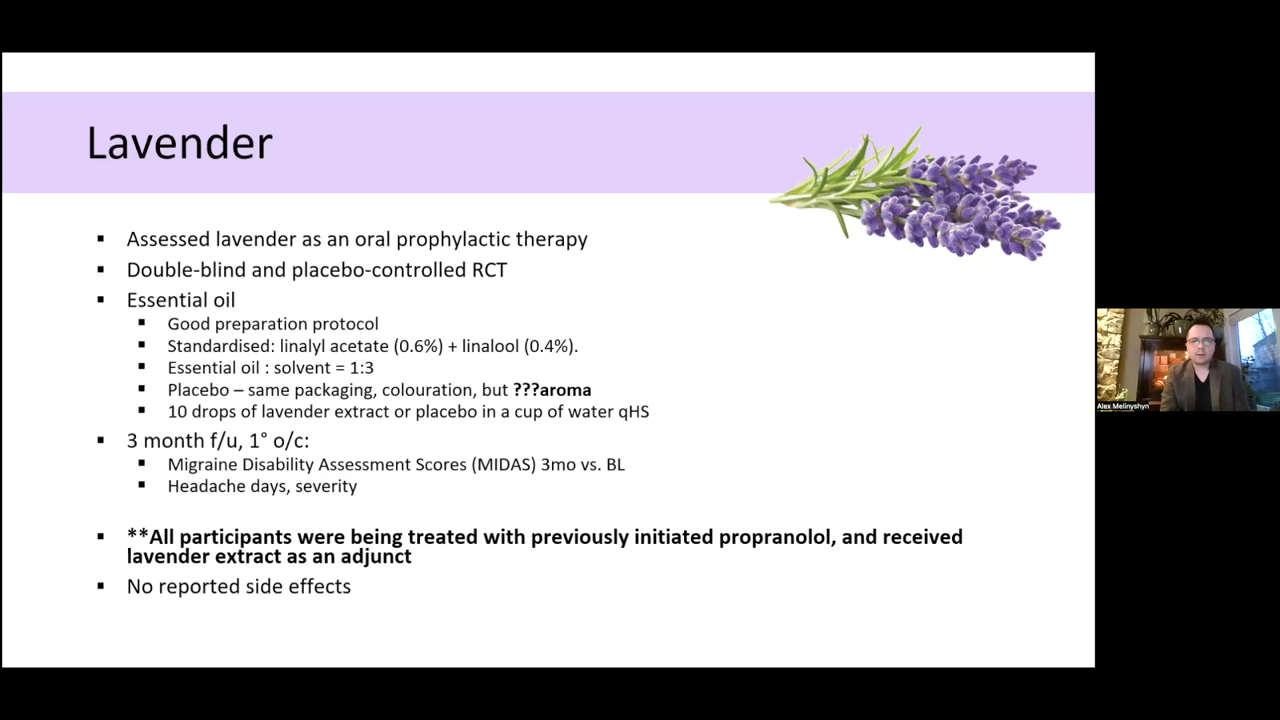 Lavender
Assessed lavender as an oral prophylactic therapy
Double-blind and placebo-controlled RCT
Essential oil
Good preparation protocol
Standardised: linalyl acetate (0.6%) + linalool (0.4%).
Essential oil : solvent = 1:3
Placebo – same packaging, colouration, but ???aroma
10 drops of lavender extract or placebo in a cup of water qHS
3 month f/u, 1° o/c:
Migraine Disability Assessment Scores (MIDAS) 3mo vs. BL
Headache days, severity
**All participants were being treated with previously initiated propranolol, and received
lavender extract as an adjunct
No reported side effects
Alex Melinyshyn